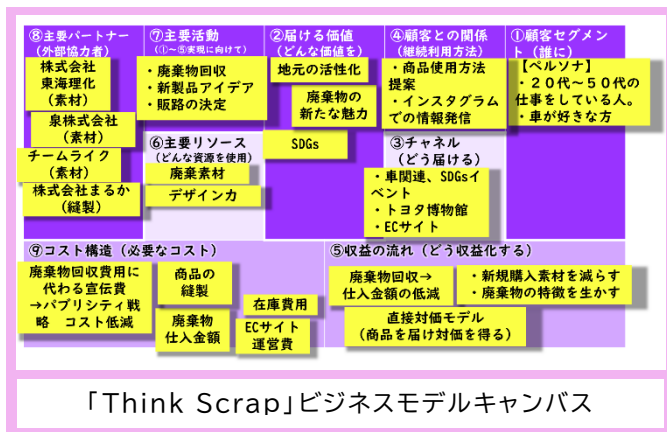 ⑧主要パートナー
（外部協力者）
株式会社
東海理化
（素材）
泉株式会社
（素材）
チームライク
（素材）
株式会社まるか
（縫製）
⑦主要活動
（①～⑤実現に向けて）
・廃棄物回収
・新製品アイデア
・販路の決定
⑥主要リソース
（どんな資源を使用）
廃棄素材
デザイン力
②届ける価値
（どんな価値を）
地元の活性化
廃棄物の
新たな魅力
SDGs
④顧客との関係
（継続利用方法）
・商品使用方法
提案
・インスタグラム
での情報発信
③チャネル
（どう届ける）
・車関連、SDGsイ
ベント
・トヨタ博物館
・ECサイト
①顧客セグメン
ト（誰に）
【ペルソナ】
・２０代～５０代の
仕事をしている人。
・車が好きな方
⑨コスト構造（必要なコスト）
廃棄物回収費用に
代わる宣伝費
→パブリシティ戦
略　コスト低減
商品の
縫製
廃棄物
仕入金額
在庫費用
ECサイト
運営費
⑤収益の流れ（どう収益化する）
廃棄物回収→
仕入金額の低減
・新規購入素材を減らす
・廃棄物の特徴を生かす
直接対価モデル
（商品を届け対価を得る）
「Think Scrap」ビジネスモデルキャンバス